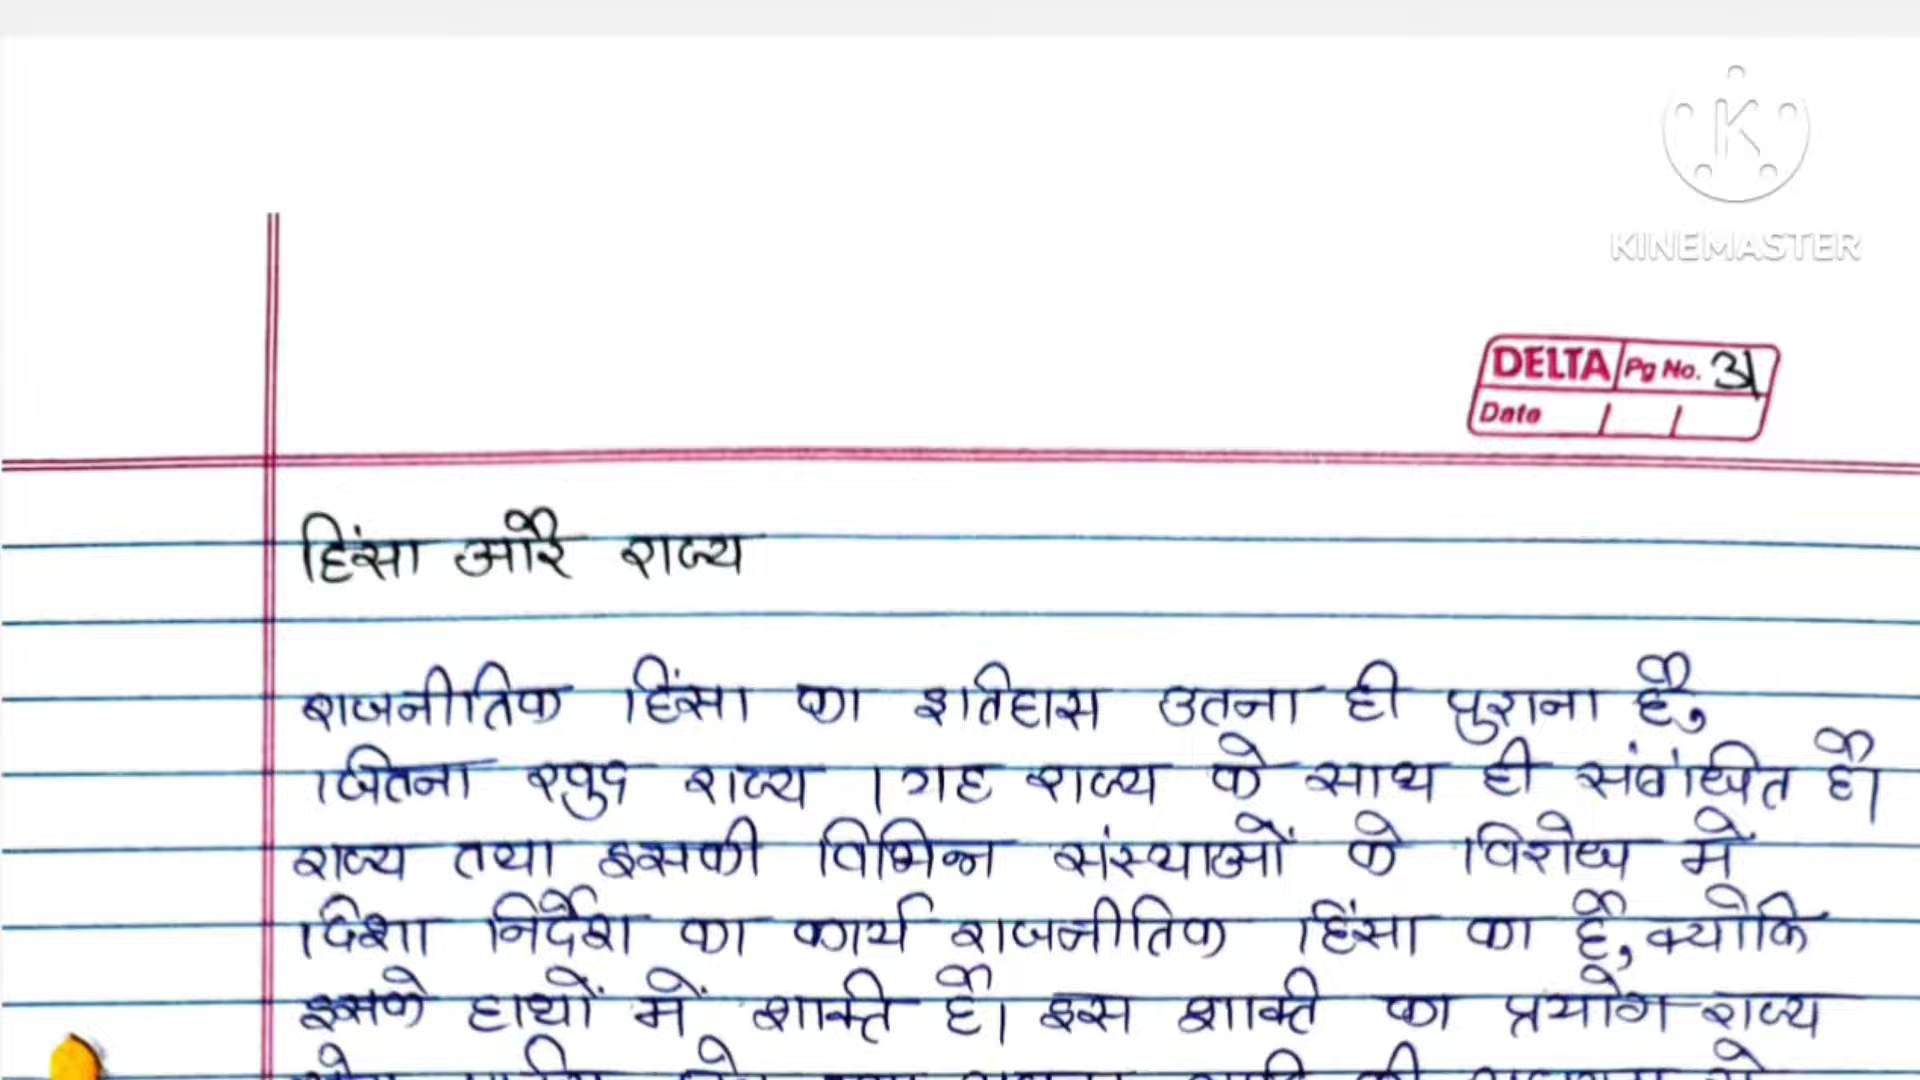 KINEMASTER
DELTA Pg No. 31
Date
हिंसा और राज्य
राजनीतिक हिंसा का इतिहास उतना ही पुराना है,
जितना खुद राज्य। यह राज्य के साथ ही संबंधित है।
राज्य तथा इसकी विभिन्न संस्थाओं के विरोध में
दिशा निर्देश का कार्य राजनीतिक हिंसा का है, क्योकि
इसके हाथों में शक्ति है। इस शक्ति का प्रयोग राज्य